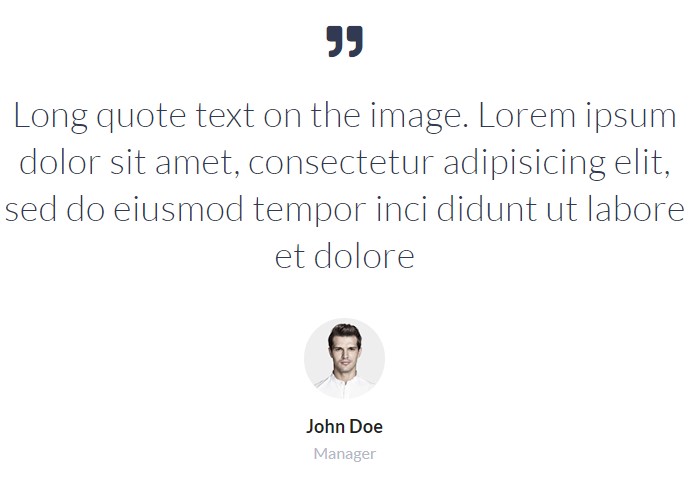 ”
Long quote text on the image. Lorem ipsum
dolor sit amet, consectetur adipisicing elit,
sed do eiusmod tempor inci didunt ut labore
et dolore
John Doe
Manager